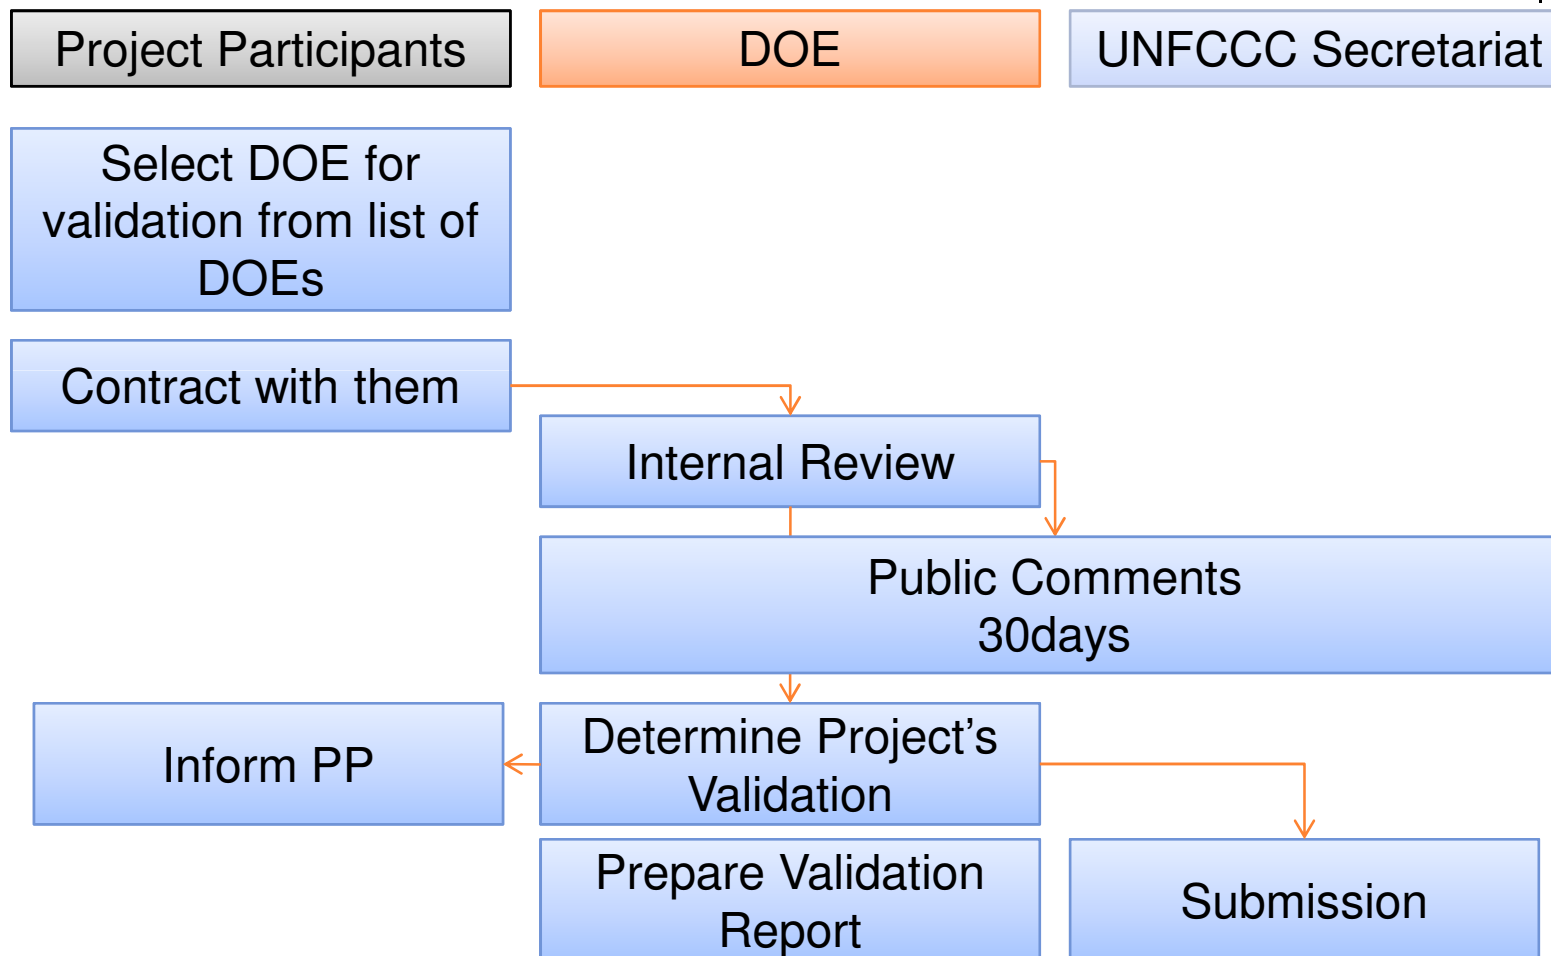 Project Participants
DOE
UNFCCC Secretariat
Select DOE for
validation from list of
DOEs
Contract with them
Internal Review
Public Comments
30days
Inform PP
Determine Project’s
Validation
Prepare Validation
Report
Submission